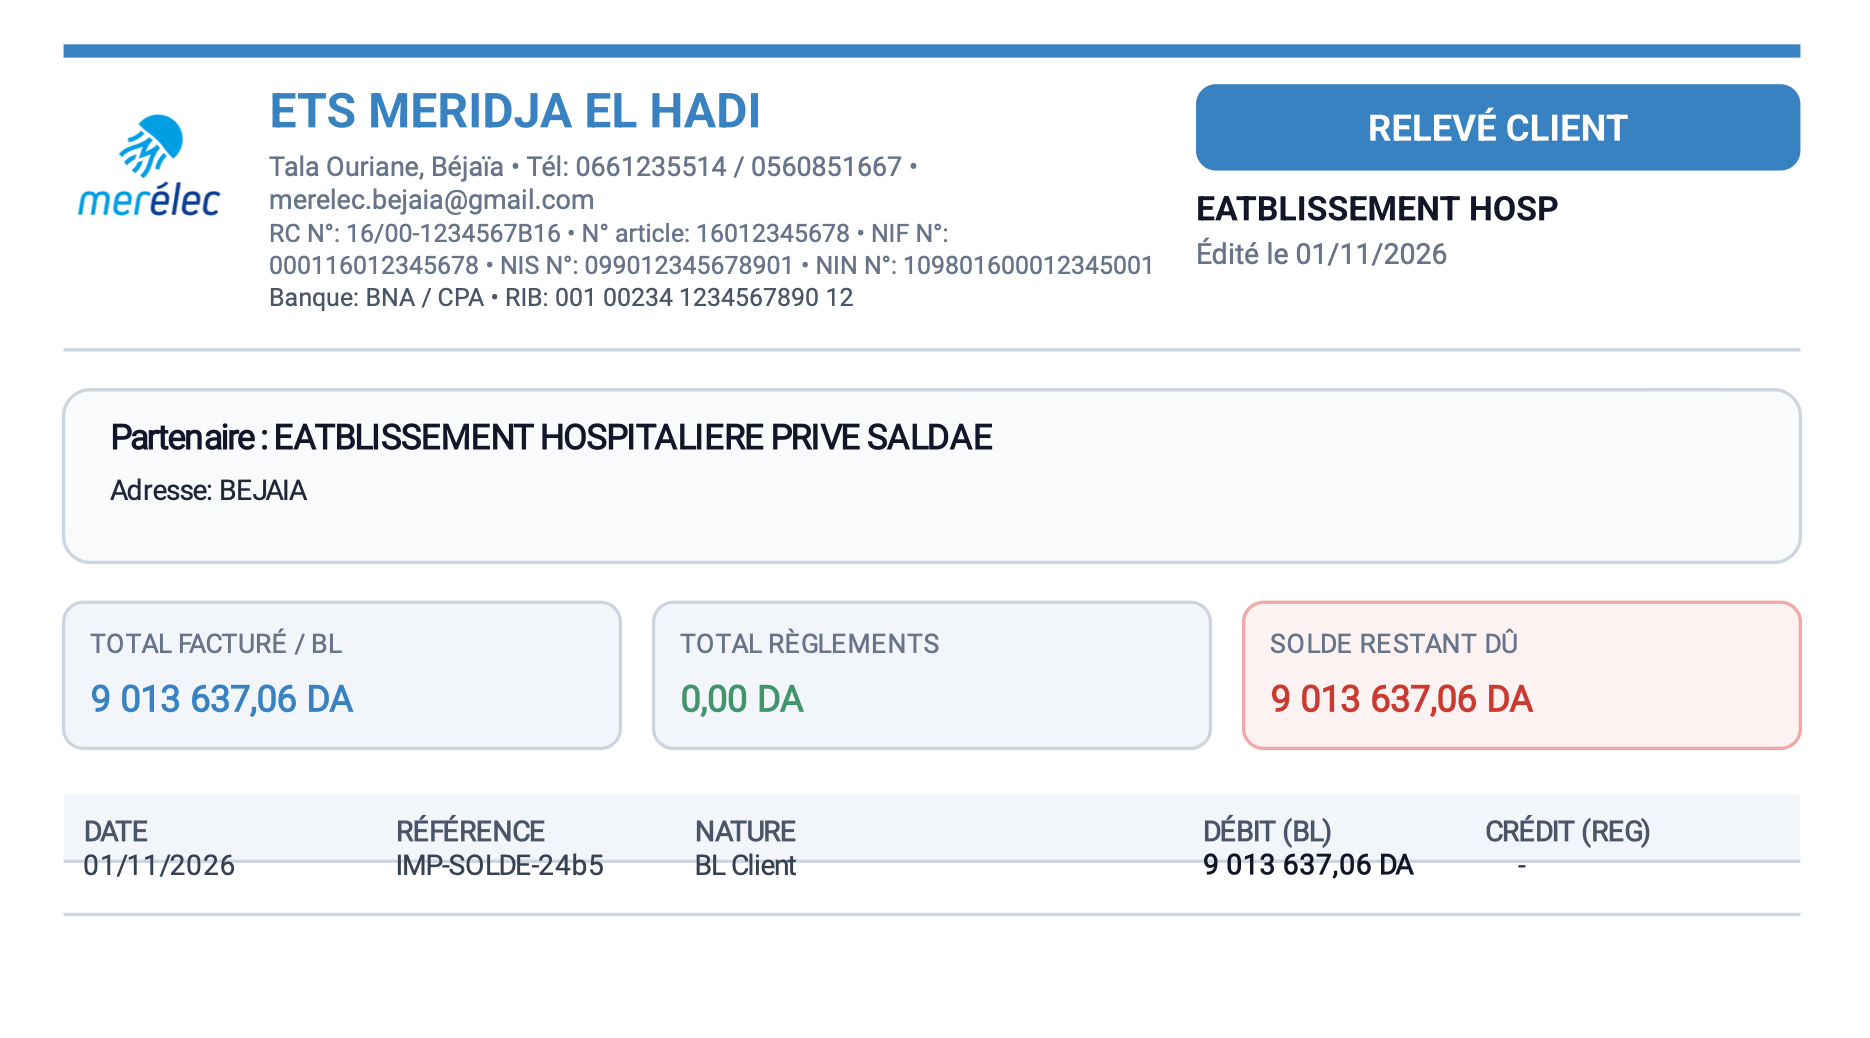 ETS MERIDJA EL HADI
Tala Ouriane, Béjaïa • Tél: 0661235514 / 0560851667 •
merelec.bejaia@gmail.com
RC N°: 16/00-1234567B16 • N° article: 16012345678 • NIF N°:
000116012345678 • NIS N°: 099012345678901 • NIN N°: 109801600012345001
Banque: BNA / CPA • RIB: 001 00234 1234567890 12
merélec
RELEVÉ CLIENT
EATBLISSEMENT HOSP
Édité le 01/11/2026
Partenaire : EATBLISSEMENT HOSPITALIERE PRIVE SALDAE
Adresse: BEJAIA
TOTAL FACTURÉ / BL
9 013 637,06 DA
TOTAL RÈGLEMENTS
0,00 DA
SOLDE RESTANT DÛ
9 013 637,06 DA
DATE RÉFÉRENCE NATURE DÉBIT (BL) CRÉDIT (REG)
01/11/2026 IMP-SOLDE-24b5 BL Client 9 013 637,06 DA -